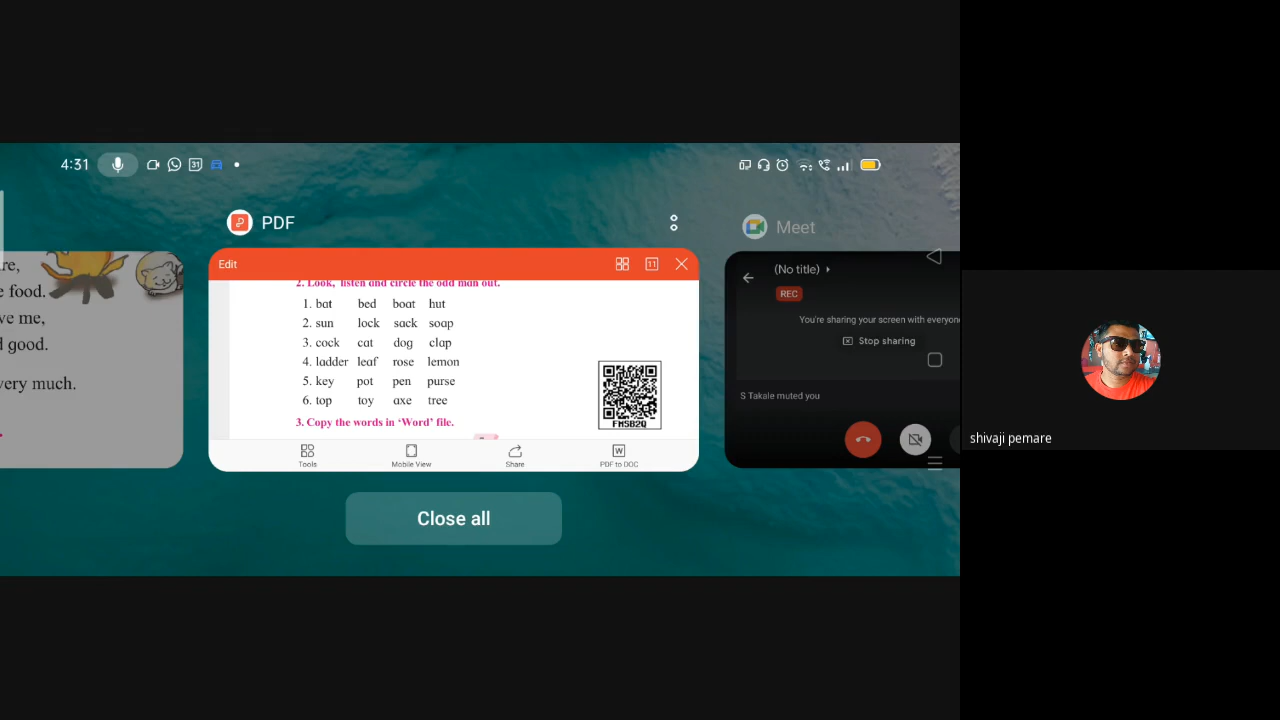 4:31
31
PDF
Meet
re,
e food.
ve me,
d good.
very much.
Edit
11
2. Look, listen and circle the odd man out.
1. bat bed boat hut
2. sun lock sack soap
3. cock cat dog clap
4. ladder leaf rose lemon
5. key pot pen purse
6. top toy axe tree
FMSB2Q
3. Copy the words in ‘Word’ file.
Tools
Mobile View
Share
W
PDF to DOC
(No title)
REC
You're sharing your screen with everyone
Stop sharing
S Takale muted you
Close all
shivaji pemare